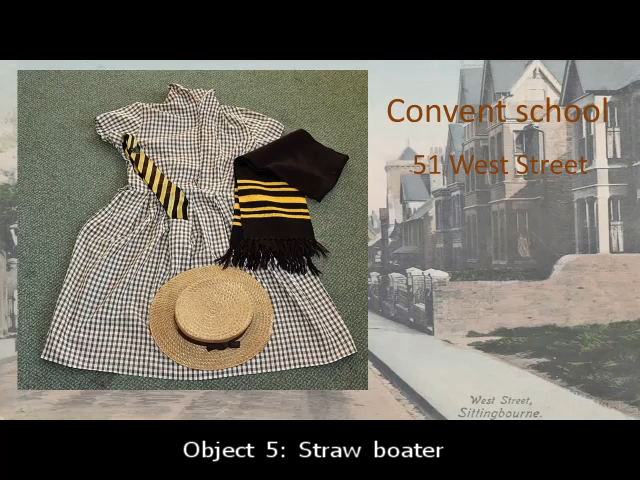 Convent school
51 West Street
West Street,
Sittingbourne.
Object 5: Straw boater